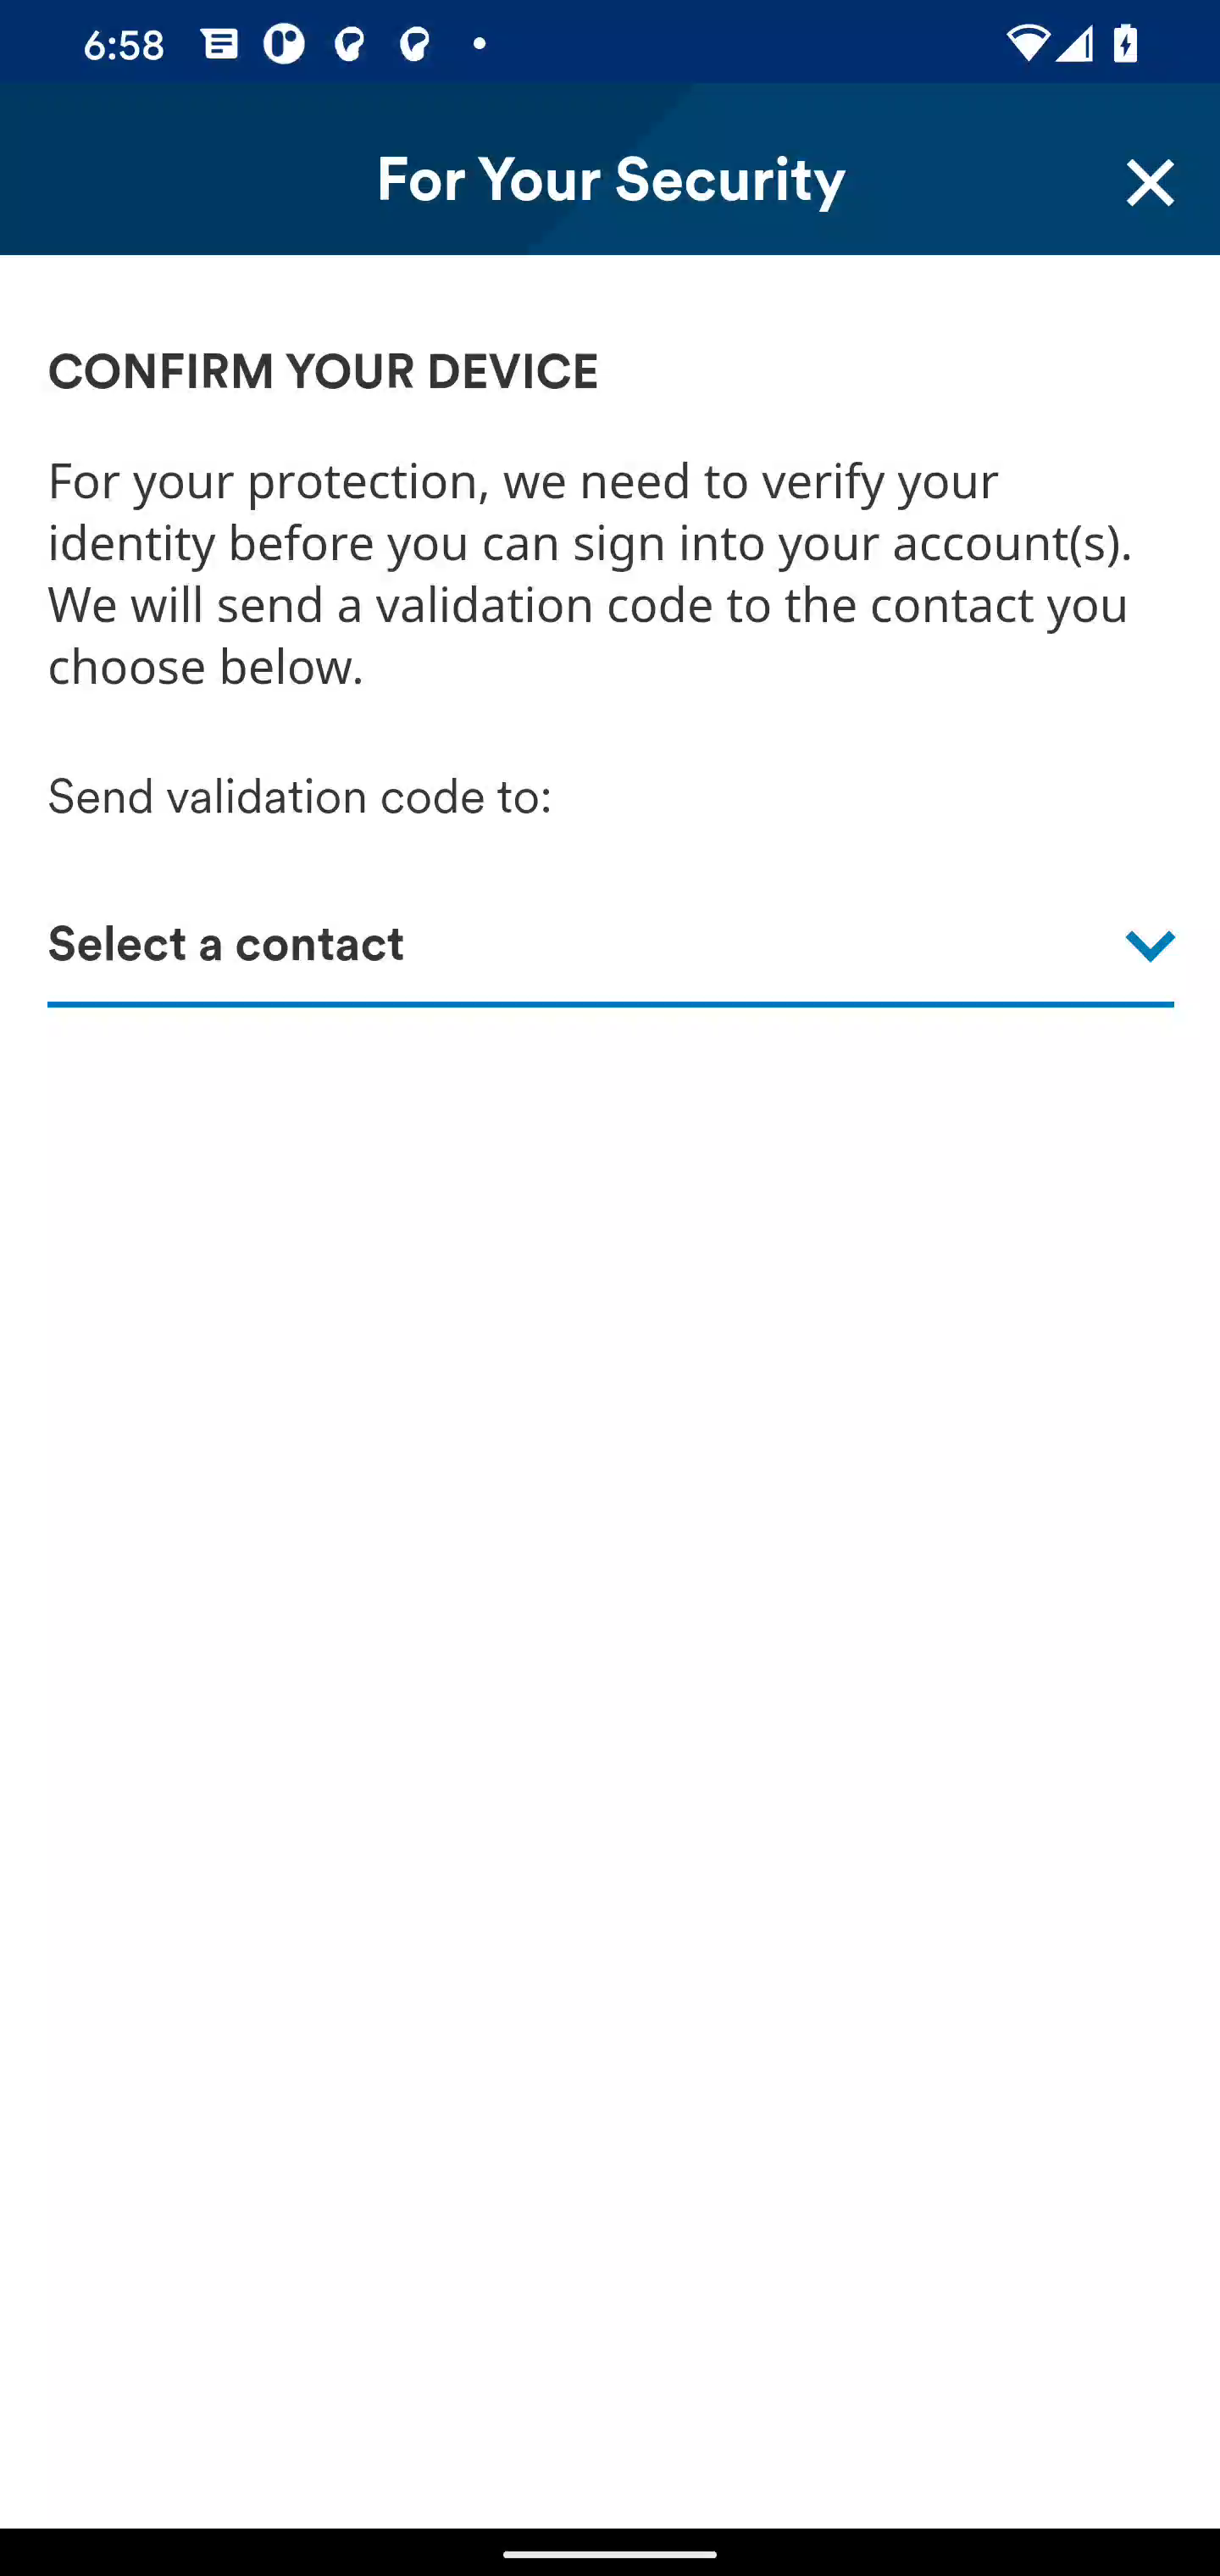 6:58
For Your Security
CONFIRM YOUR DEVICE
For your protection, we need to verify your
identity before you can sign into your account(s).
We will send a validation code to the contact you
choose below.
Send validation code to:
Select a contact